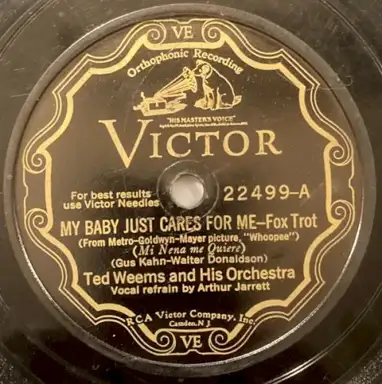 VE
Orthophonic Recording
"HIS MASTER'S VOICE"
VICTOR
For best results
use Victor Needles
22499-A
MY BABY JUST CARES FOR ME—Fox Trot
(From Metro-Goldwyn-Mayer picture, "Whoopee")
(Mi Nena me Quiere)
(Gus Kahn-Walter Donaldson)
Ted Weems and His Orchestra
Vocal refrain by Arthur Jarrett
RCA Victor Company, Inc.
Camden, N J
VE